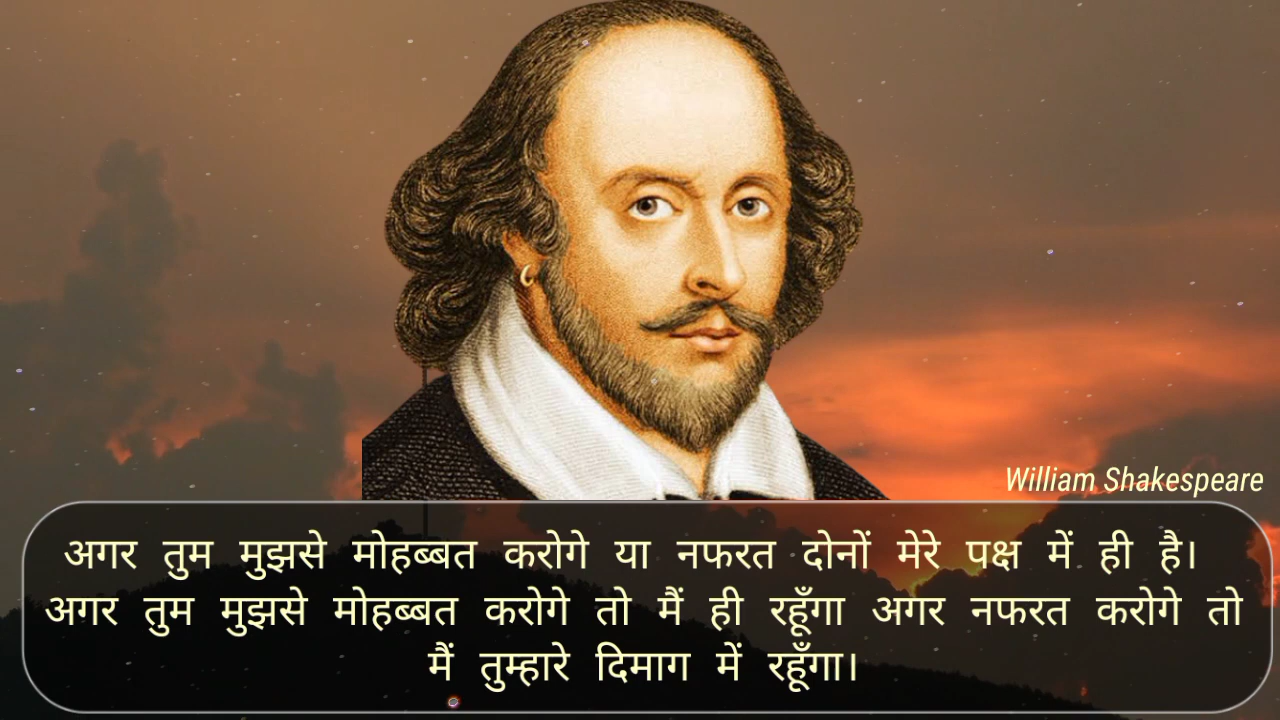 William Shakespeare
अगर तुम मुझसे मोहब्बत करोगे या नफरत दोनों मेरे पक्ष में ही है।
अगर तुम मुझसे मोहब्बत करोगे तो मैं ही रहूँगा अगर नफरत करोगे तो
मैं तुम्हारे दिमाग में रहूँगा।